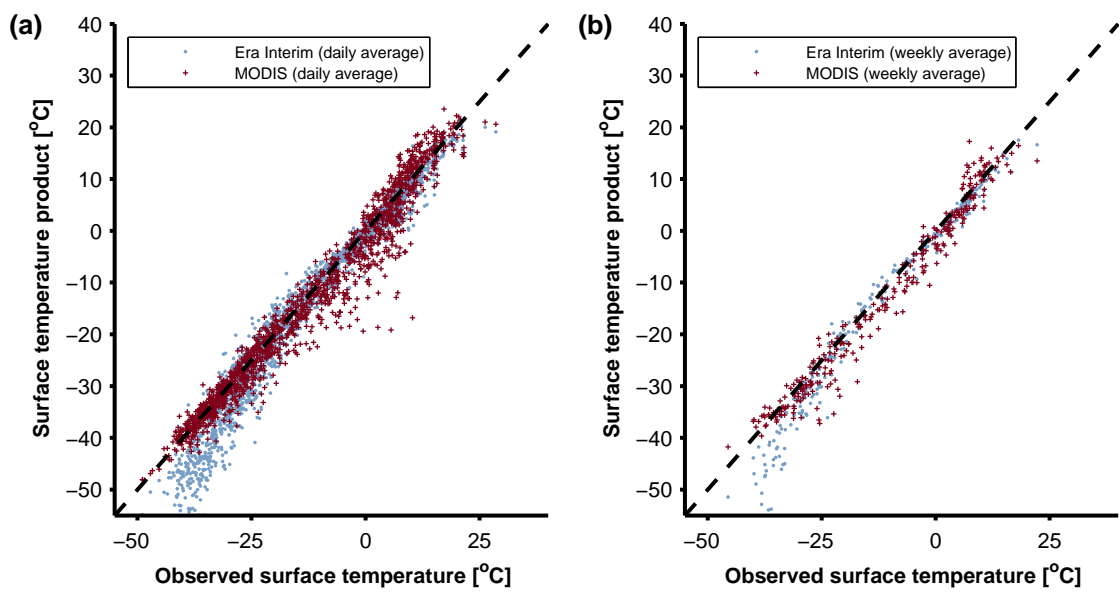 (a)
Era Interim (daily average)
MODIS (daily average)
Surface temperature product [°C]
40
30
20
10
0
−10
−20
−30
−40
−50
−50
−25
0
25
Observed surface temperature [°C]
(b)
Era Interim (weekly average)
MODIS (weekly average)
Surface temperature product [°C]
40
30
20
10
0
−10
−20
−30
−40
−50
−50
−25
0
25
Observed surface temperature [°C]